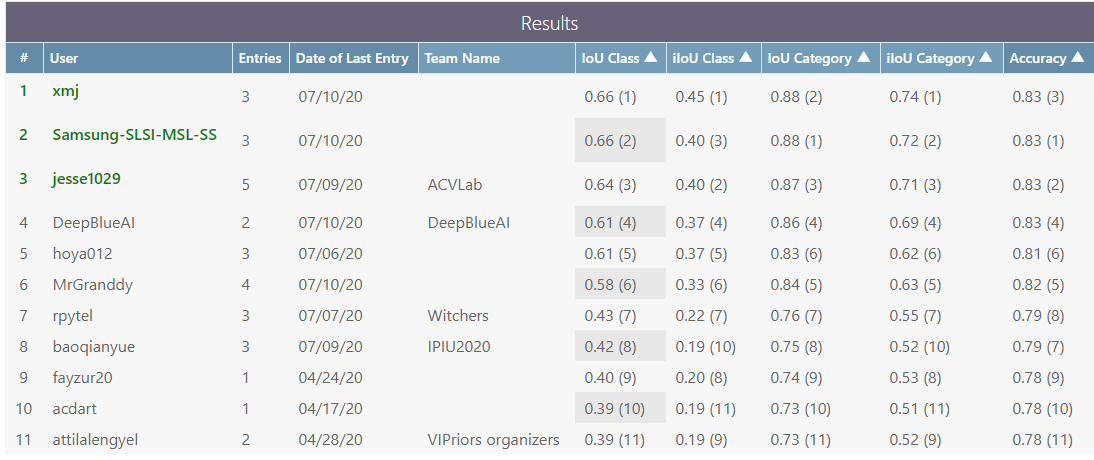 Results
# User Entries Date of Last Entry Team Name IoU Class ▲ iIoU Class ▲ IoU Category ▲ iIoU Category ▲ Accuracy ▲
1 xmj 3 07/10/20 0.66 (1) 0.45 (1) 0.88 (2) 0.74 (1) 0.83 (3)
2 Samsung-SLSI-MSL-SS 3 07/10/20 0.66 (2) 0.40 (3) 0.88 (1) 0.72 (2) 0.83 (1)
3 jesse1029 5 07/09/20 ACVLab 0.64 (3) 0.40 (2) 0.87 (3) 0.71 (3) 0.83 (2)
4 DeepBlueAI 2 07/10/20 DeepBlueAI 0.61 (4) 0.37 (4) 0.86 (4) 0.69 (4) 0.83 (4)
5 hoya012 3 07/06/20 0.61 (5) 0.37 (5) 0.83 (6) 0.62 (6) 0.81 (6)
6 MrGranddy 4 07/10/20 0.58 (6) 0.33 (6) 0.84 (5) 0.63 (5) 0.82 (5)
7 rpytel 3 07/07/20 Witchers 0.43 (7) 0.22 (7) 0.76 (7) 0.55 (7) 0.79 (8)
8 baoqianyue 3 07/09/20 IPIU2020 0.42 (8) 0.19 (10) 0.75 (8) 0.52 (10) 0.79 (7)
9 fayzur20 1 04/24/20 0.40 (9) 0.20 (8) 0.74 (9) 0.53 (8) 0.78 (9)
10 acdart 1 04/17/20 0.39 (10) 0.19 (11) 0.73 (10) 0.51 (11) 0.78 (10)
11 attilalengyel 2 04/28/20 VIPriors organizers 0.39 (11) 0.19 (9) 0.73 (11) 0.52 (9) 0.78 (11)